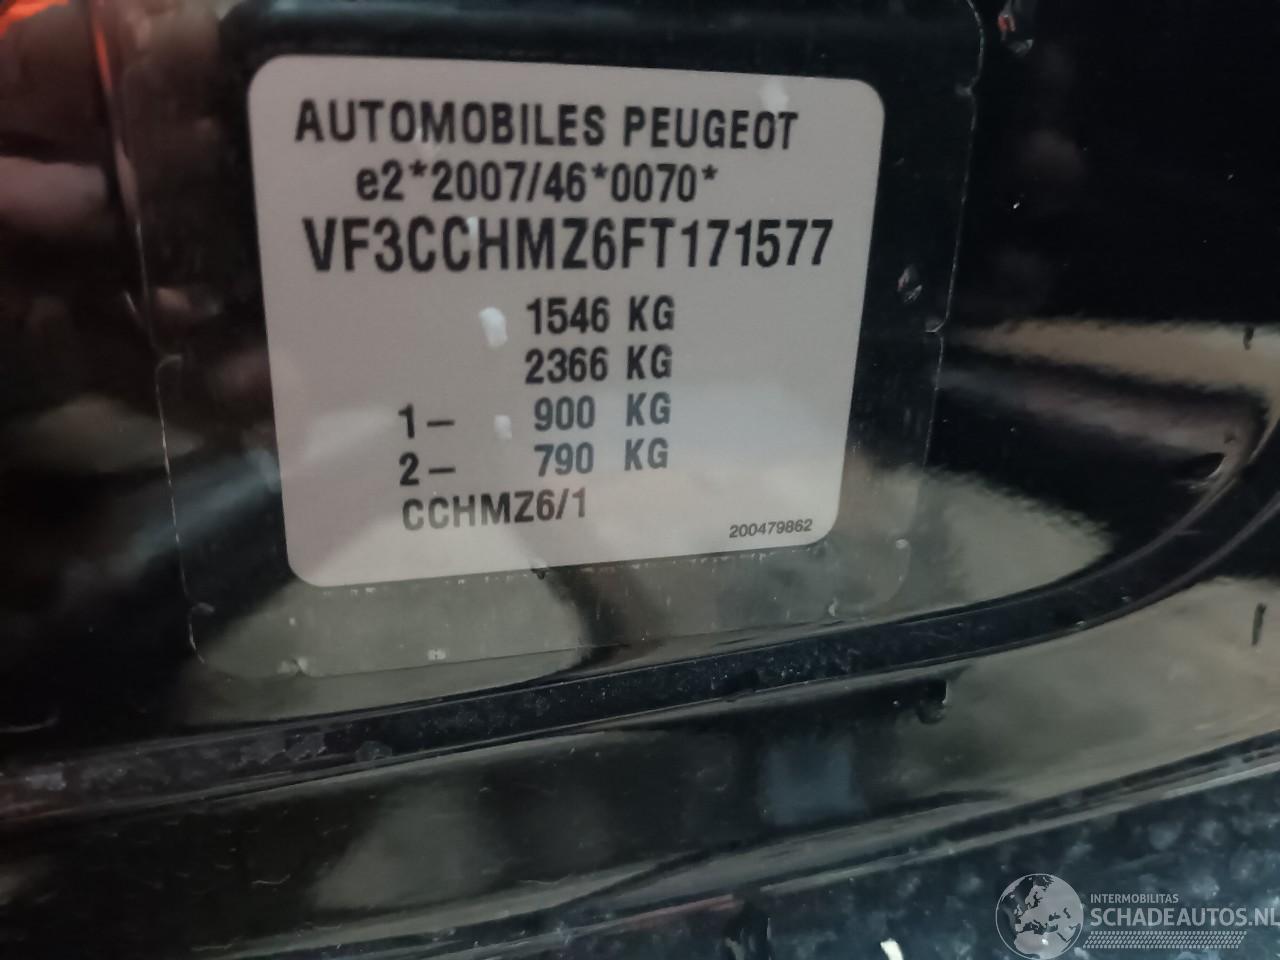 AUTOMOBILES PEUGEOT
e2*2007/46*0070*
VF3CCHMZ6FT171577
1546 KG
2366 KG
1- 900 KG
2- 790 KG
CCHMZ6/1
200479862
INTERMOBILITAS
SCHADEAUTOS.NL